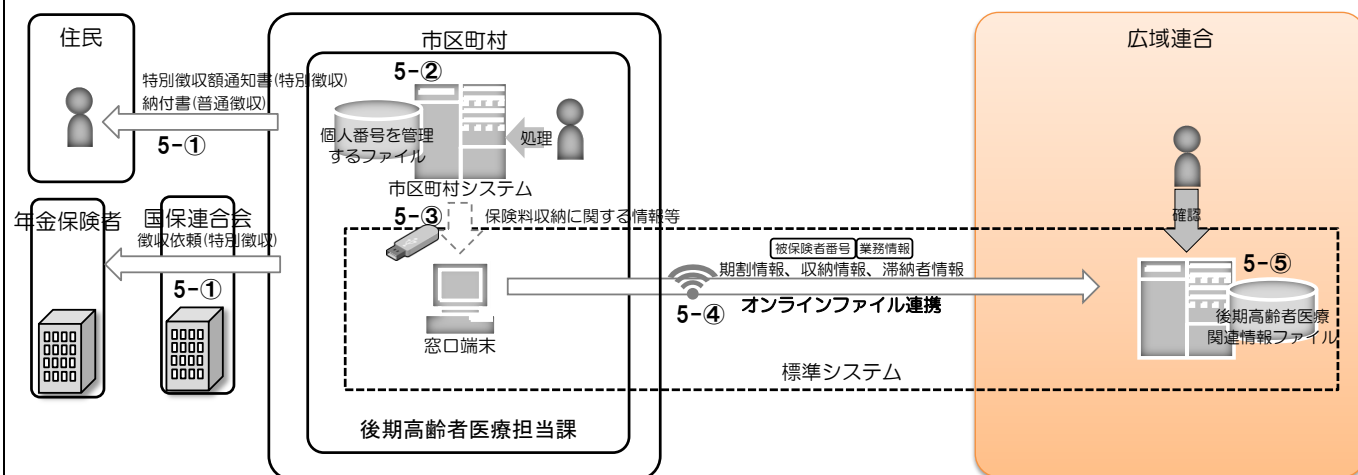 住民
市区町村
広域連合
特別徴収額通知書(特別徴収)
納付書(普通徴収)
5-①
5-②
個人番号を管理
するファイル
処理
市区町村システム
年金保険者
国保連合会
徴収依頼(特別徴収)
5-①
5-③
保険料収納に関する情報等
確認
被保険者番号 業務情報
期割情報、収納情報、滞納者情報
5-④
オンラインファイル連携
5-⑤
後期高齢者医療
関連情報ファイル
窓口端末
標準システム
後期高齢者医療担当課